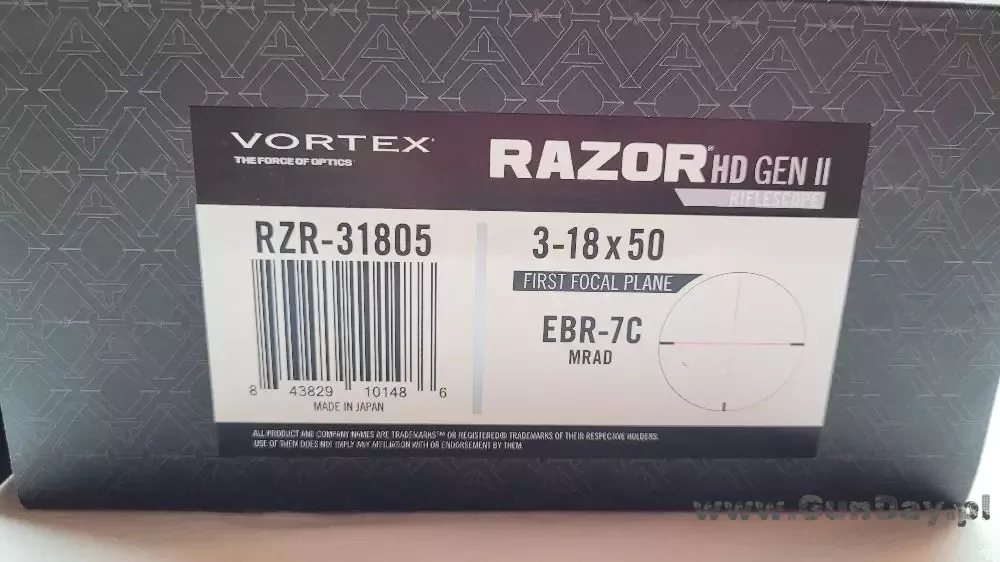 VORTEX®
THE FORCE OF OPTICS®
RAZOR® HD GEN II
RIFLESCOPE
RZR-31805
8 43829 10148 6
MADE IN JAPAN
3-18x50
FIRST FOCAL PLANE
EBR-7C
MRAD
ALL PRODUCT AND COMPANY NAMES ARE TRADEMARKS™ OR REGISTERED® TRADEMARKS OF THEIR RESPECTIVE HOLDERS.
USE OF THEM DOES NOT IMPLY ANY AFFILIATION WITH OR ENDORSEMENT BY THEM.
www.GunDay.pl